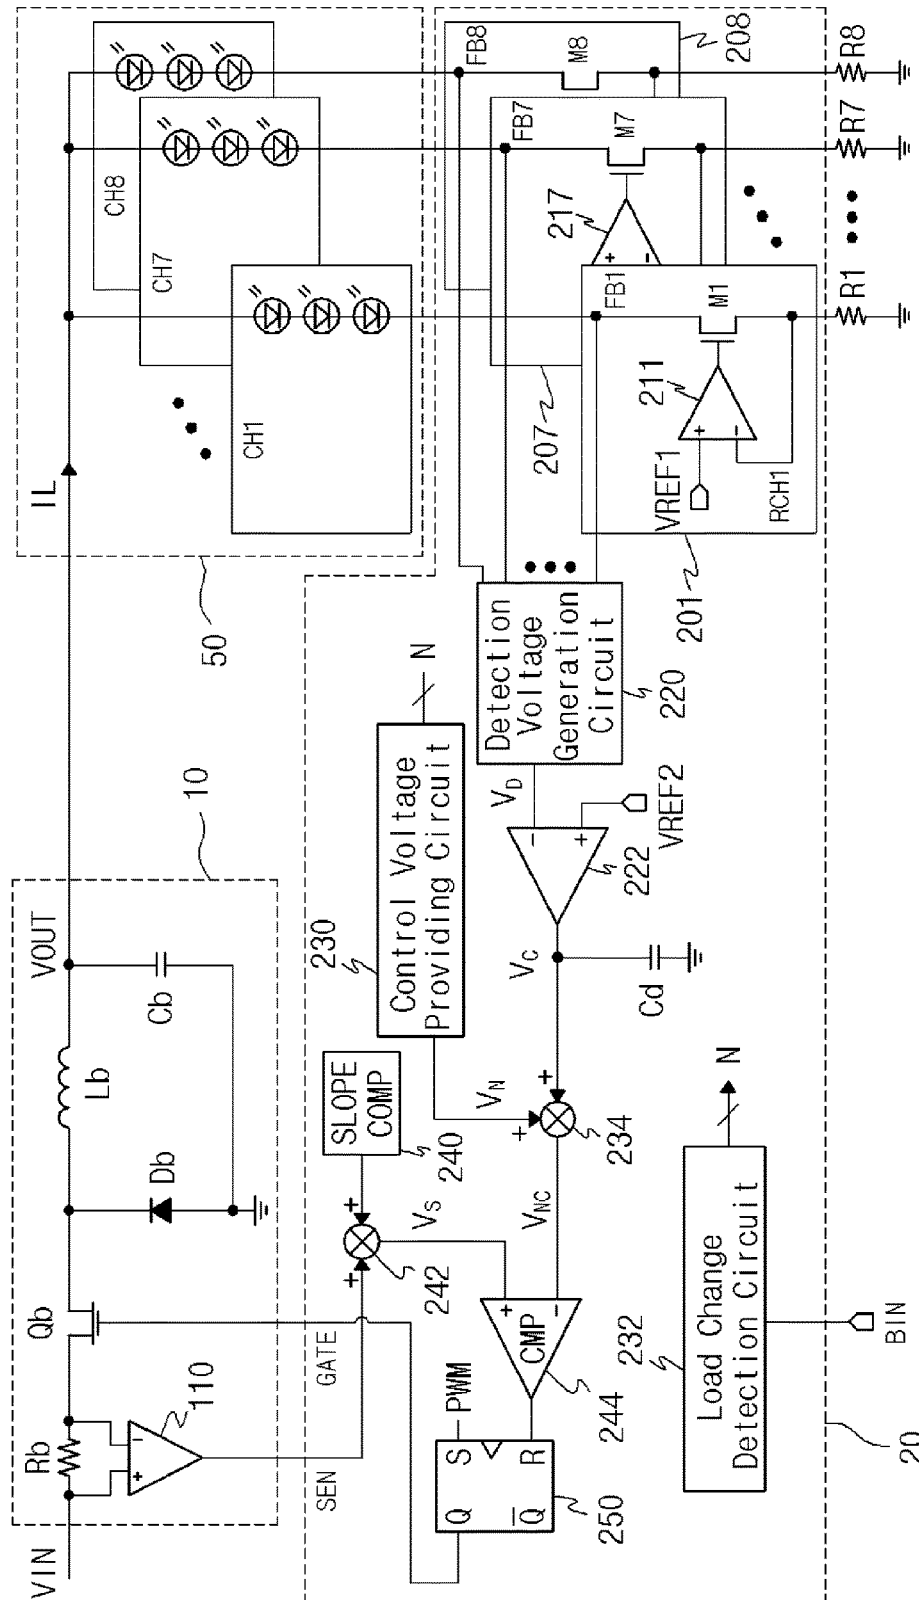 VIN
Rb
Qb
Db
Lb
VOUT
Cb
110
10
IL
50
CH8
CH7
CH1
SEN
GATE
SLOPE
COMP
240
242
VS
230
Control Voltage
Providing Circuit
N
VN
234
VNC
VC
Cd
222
VREF2
VD
Detection
Voltage
Generation
Circuit
220
FB8
FB7
FB1
M8
M7
M1
208
217
211
207
201
VREF1
RCH1
R8
R7
R1
PWM
S
Q
R
Q
250
CMP
244
232
Load Change
Detection Circuit
N
BIN
20